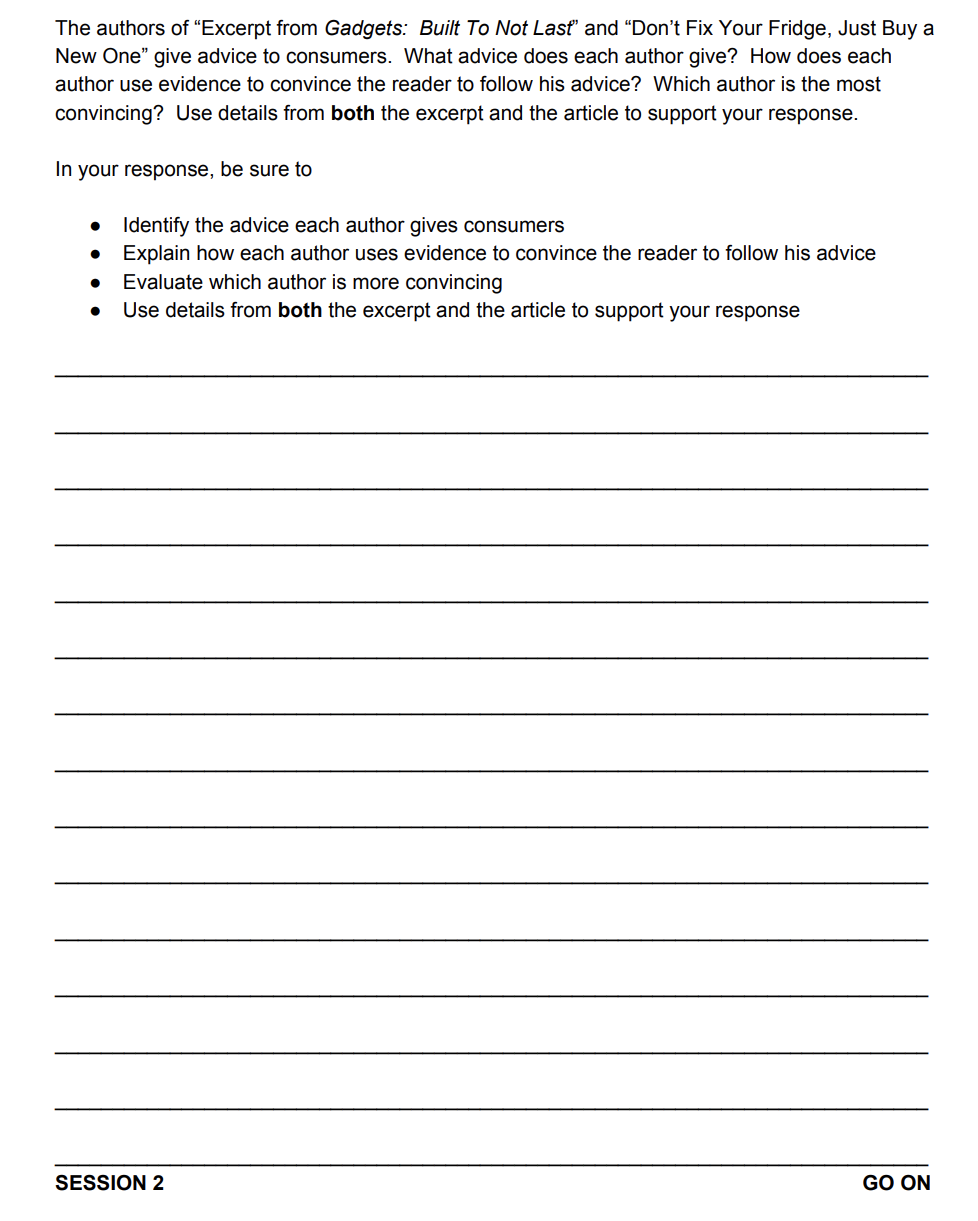 The authors of “Excerpt from Gadgets: Built To Not Last” and “Don’t Fix Your Fridge, Just Buy a
New One” give advice to consumers. What advice does each author give? How does each
author use evidence to convince the reader to follow his advice? Which author is the most
convincing? Use details from both the excerpt and the article to support your response.
In your response, be sure to
● Identify the advice each author gives consumers
● Explain how each author uses evidence to convince the reader to follow his advice
● Evaluate which author is more convincing
● Use details from both the excerpt and the article to support your response
SESSION 2 GO ON